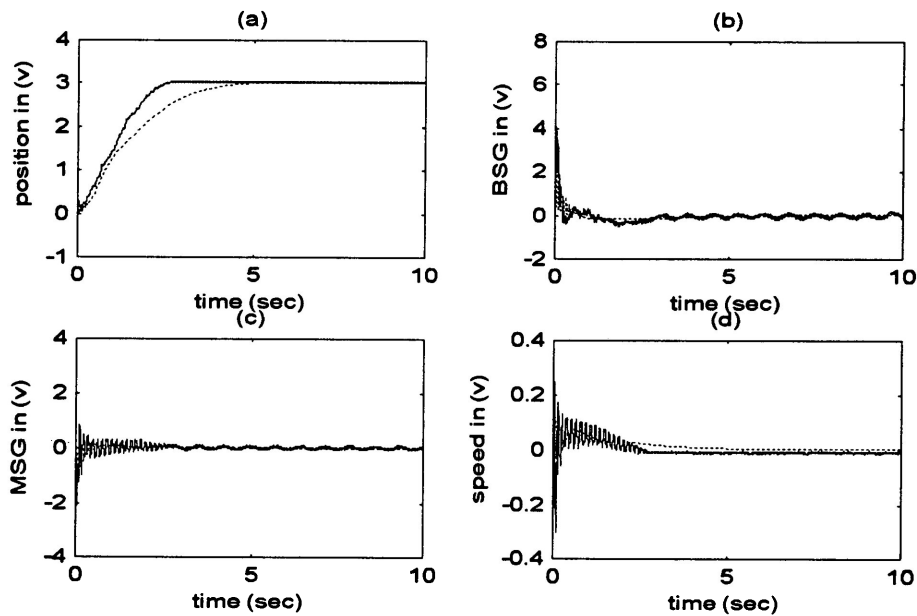 (a)
position in (v)
4
3
2
1
0
-1
0 5 10
time (sec)
(b)
BSG in (v)
8
6
4
2
0
-2
0 5 10
time (sec)
(c)
MSG in (v)
4
2
0
-2
-4
0 5 10
time (sec)
(d)
speed in (v)
0.4
0.2
0
-0.2
-0.4
0 5 10
time (sec)